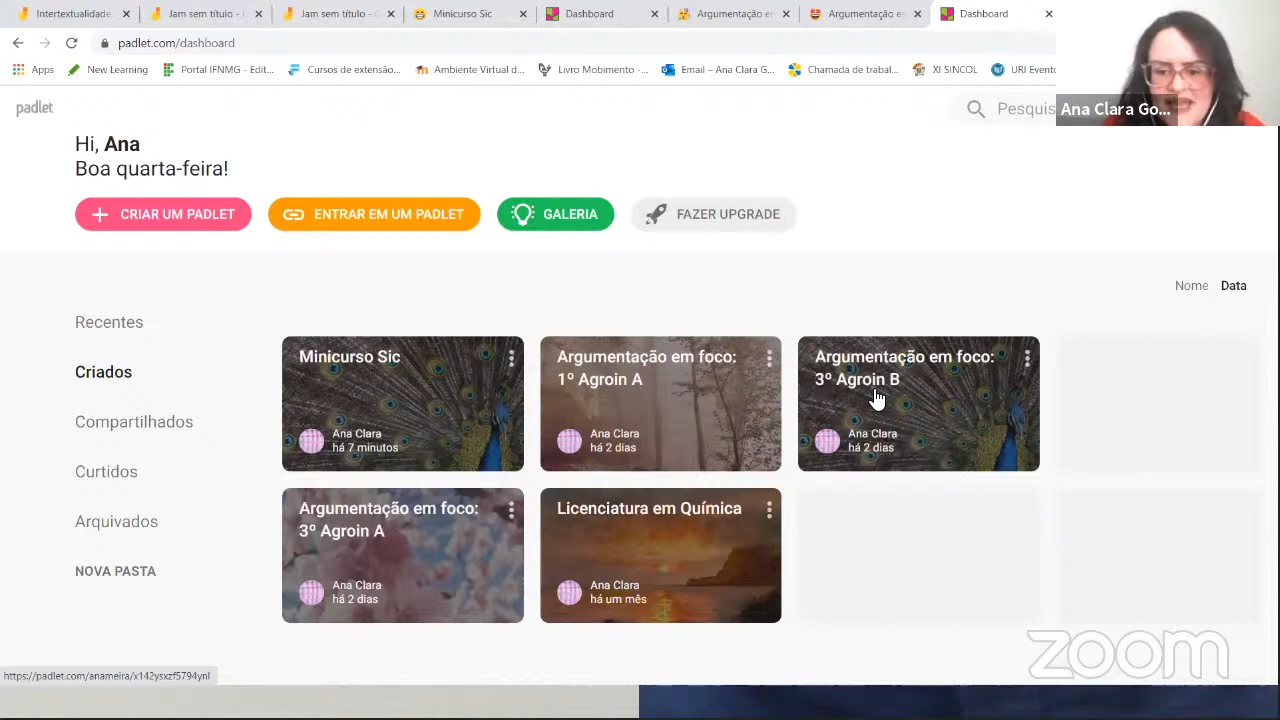 Intertextualidade
Jam sem título - G
Jam sem título - G
Minicurso Sic
Dashboard
Argumentação em
Argumentação em
Dashboard
padlet.com/dashboard
Apps
New Learning
Portal IFNMG - Edit...
Cursos de extensão...
Ambiente Virtual d...
Livro Mobimento -...
Email – Ana Clara G...
Chamada de trabal...
XI SINCOL
URI Evento
padlet
Pesquis
Ana Clara Go...
Hi, Ana
Boa quarta-feira!
CRIAR UM PADLET
ENTRAR EM UM PADLET
GALERIA
FAZER UPGRADE
Nome Data
Recentes
Criados
Compartilhados
Curtidos
Arquivados
NOVA PASTA
Minicurso Sic
Ana Clara
há 7 minutos
Argumentação em foco:
1º Agroin A
Ana Clara
há 2 dias
Argumentação em foco:
3º Agroin B
Ana Clara
há 2 dias
Argumentação em foco:
3º Agroin A
Ana Clara
há 2 dias
Licenciatura em Química
Ana Clara
há um mês
zoom
https://padlet.com/anameira/x142ysxzf5794ynl